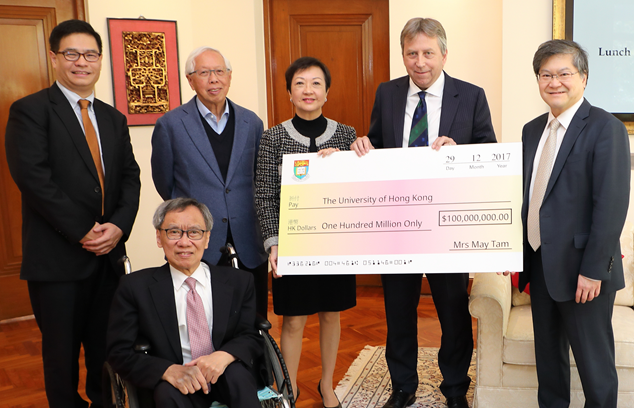 Lunch
29 12 2017
Day Month Year
Pay The University of Hong Kong
HK Dollars One Hundred Million Only $100,000,000.00
Mrs May Tam